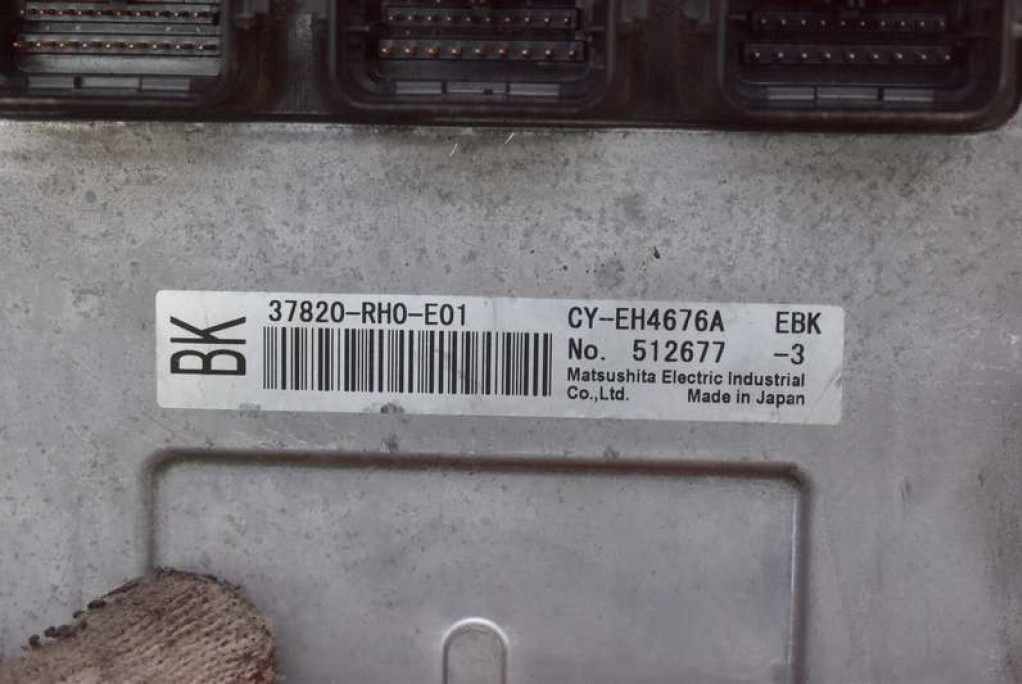 BK
37820-RH0-E01
CY-EH4676A EBK
No. 512677 -3
Matsushita Electric Industrial
Co.,Ltd. Made in Japan